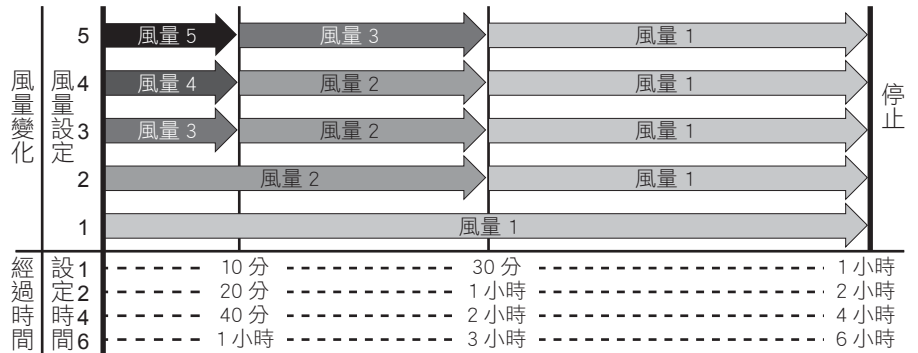 風量變化
風量設定
5 風量 5 風量 3 風量 1
4 風量 4 風量 2 風量 1
3 風量 3 風量 2 風量 1
2 風量 2 風量 1
1 風量 1
停止
經過時間
設定時間
1 10 分 30 分 1 小時
2 20 分 1 小時 2 小時
4 40 分 2 小時 4 小時
6 1 小時 3 小時 6 小時